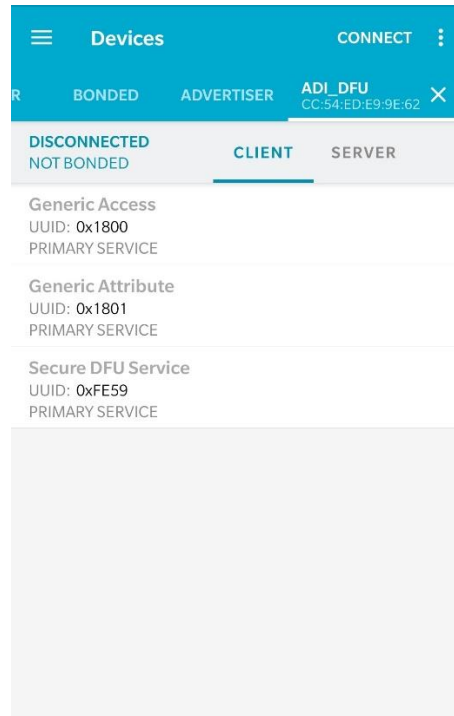 Devices CONNECT
R BONDED ADVERTISER ADI_DFU
CC:54:ED:E9:9E:62
DISCONNECTED
NOT BONDED
CLIENT SERVER
Generic Access
UUID: 0x1800
PRIMARY SERVICE
Generic Attribute
UUID: 0x1801
PRIMARY SERVICE
Secure DFU Service
UUID: 0xFE59
PRIMARY SERVICE